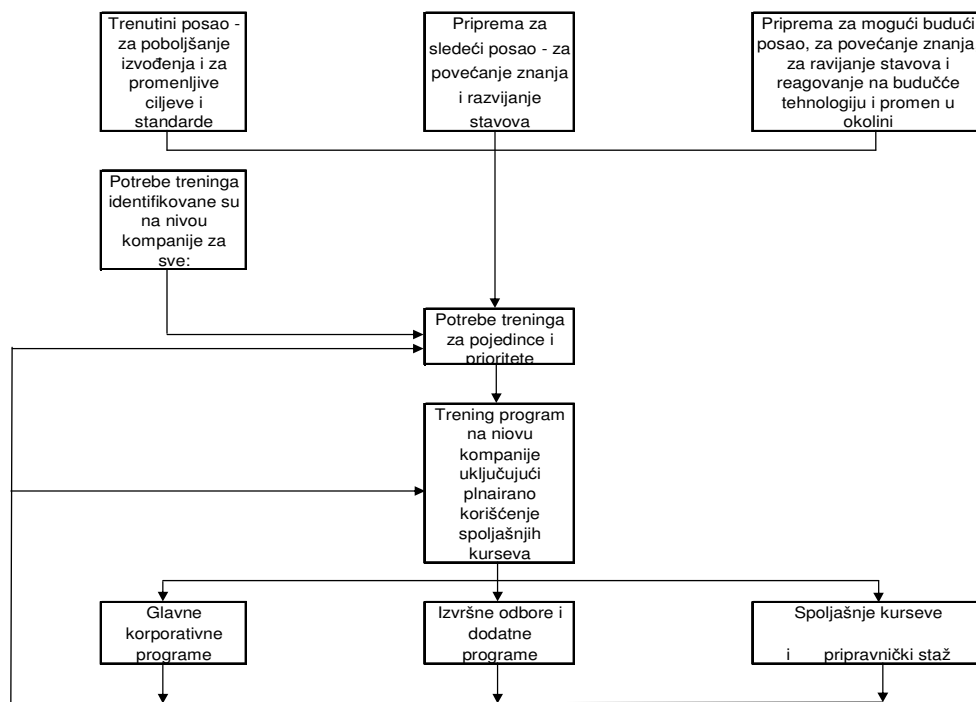 Trenutini posao -
za poboljšanje
izvođenja i za
promenljive
ciljeve i
standarde
Priprema za
sledeći posao - za
povećanje znanja
i razvijanje
stavova
Priprema za mogući budući
posao, za povećanje znanja,
za ravijanje stavova i
reagovanje na budučće
tehnologiju i promen u
okolini
Potrebe treninga
identifikovane su
na nivou
kompanije za
sve:
Potrebe treninga
za pojedince i
prioritete
Trening program
na niovu
kompanije
uključujući
plnairano
korišćenje
spoljašnjih
kurseva
Glavne
korporativne
programe
Izvršne odbore i
dodatne
programe
Spoljašnje kurseve
i pripravnički staž